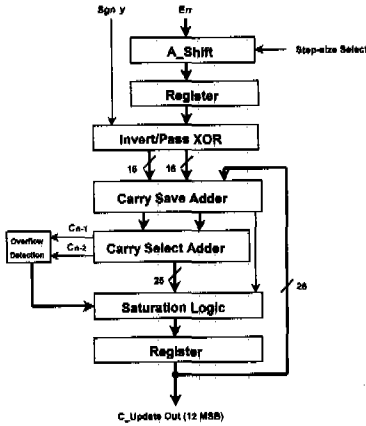 Sgn y
Err
A_Shift
Step-size Select
Register
Invert/Pass XOR
16
16
Carry Save Adder
Cn-1
Overflow
Detection
Cn-2
Carry Select Adder
25
26
Saturation Logic
Register
C_Update Out (12 MSB)